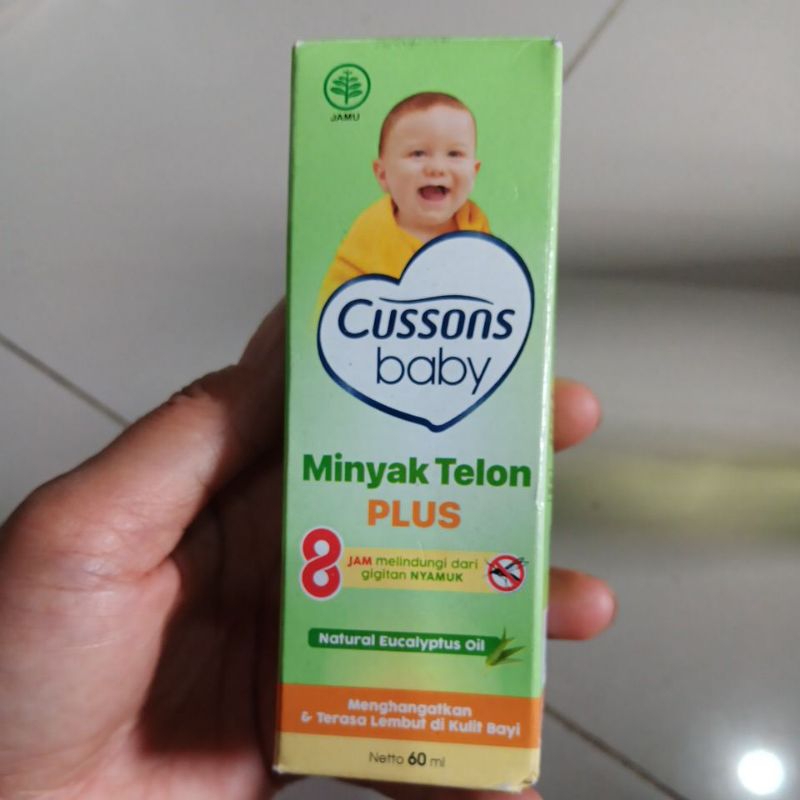 JAMU
Cussons
baby
Minyak Telon
PLUS
8
JAM melindungi dari
gigitan NYAMUK
Natural Eucalyptus Oil
Menghangatkan
& Terasa Lembut di Kulit Bayi
Netto 60 ml